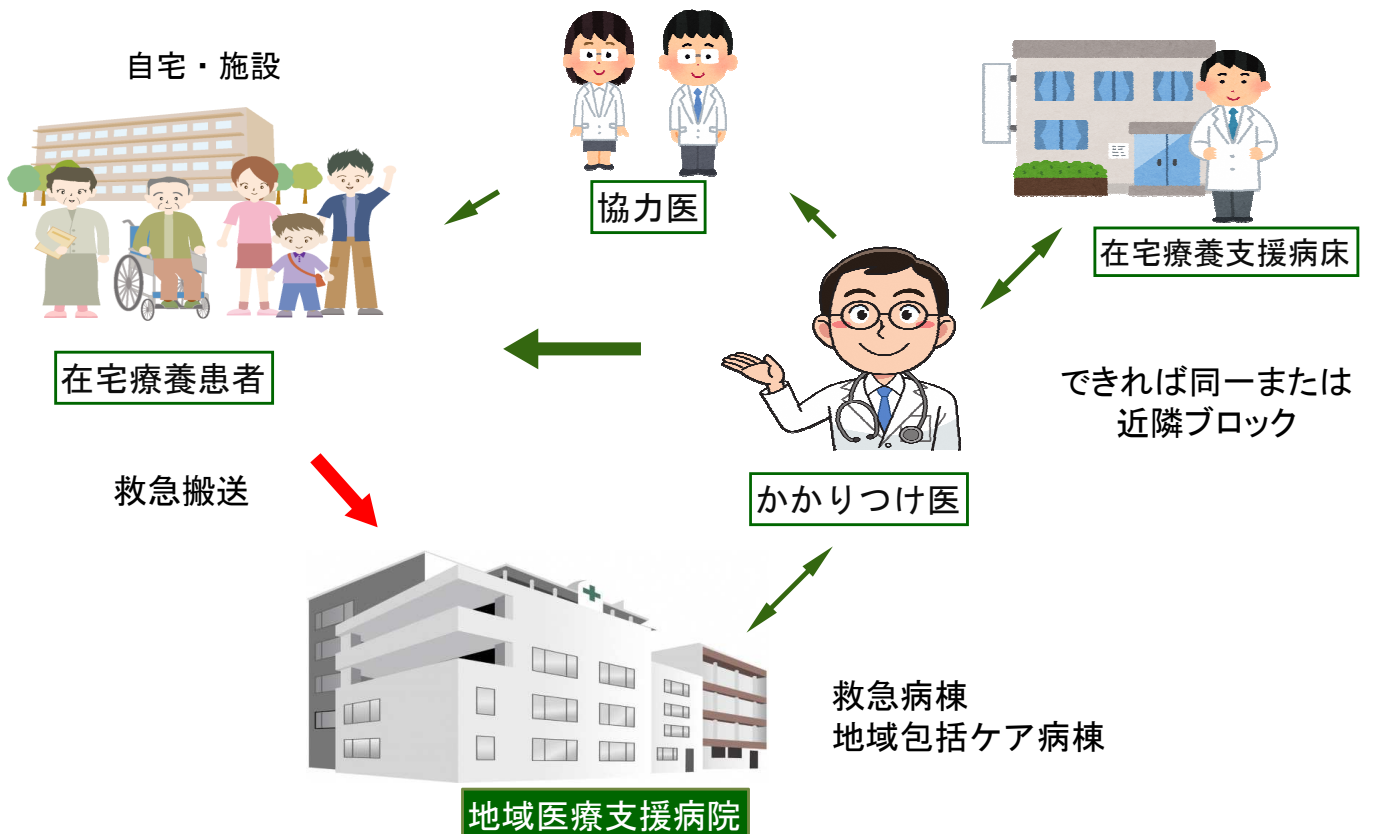 自宅・施設
協力医
在宅療養支援病床
在宅療養患者
できれば同一または
近隣ブロック
救急搬送
かかりつけ医
救急病棟
地域包括ケア病棟
地域医療支援病院